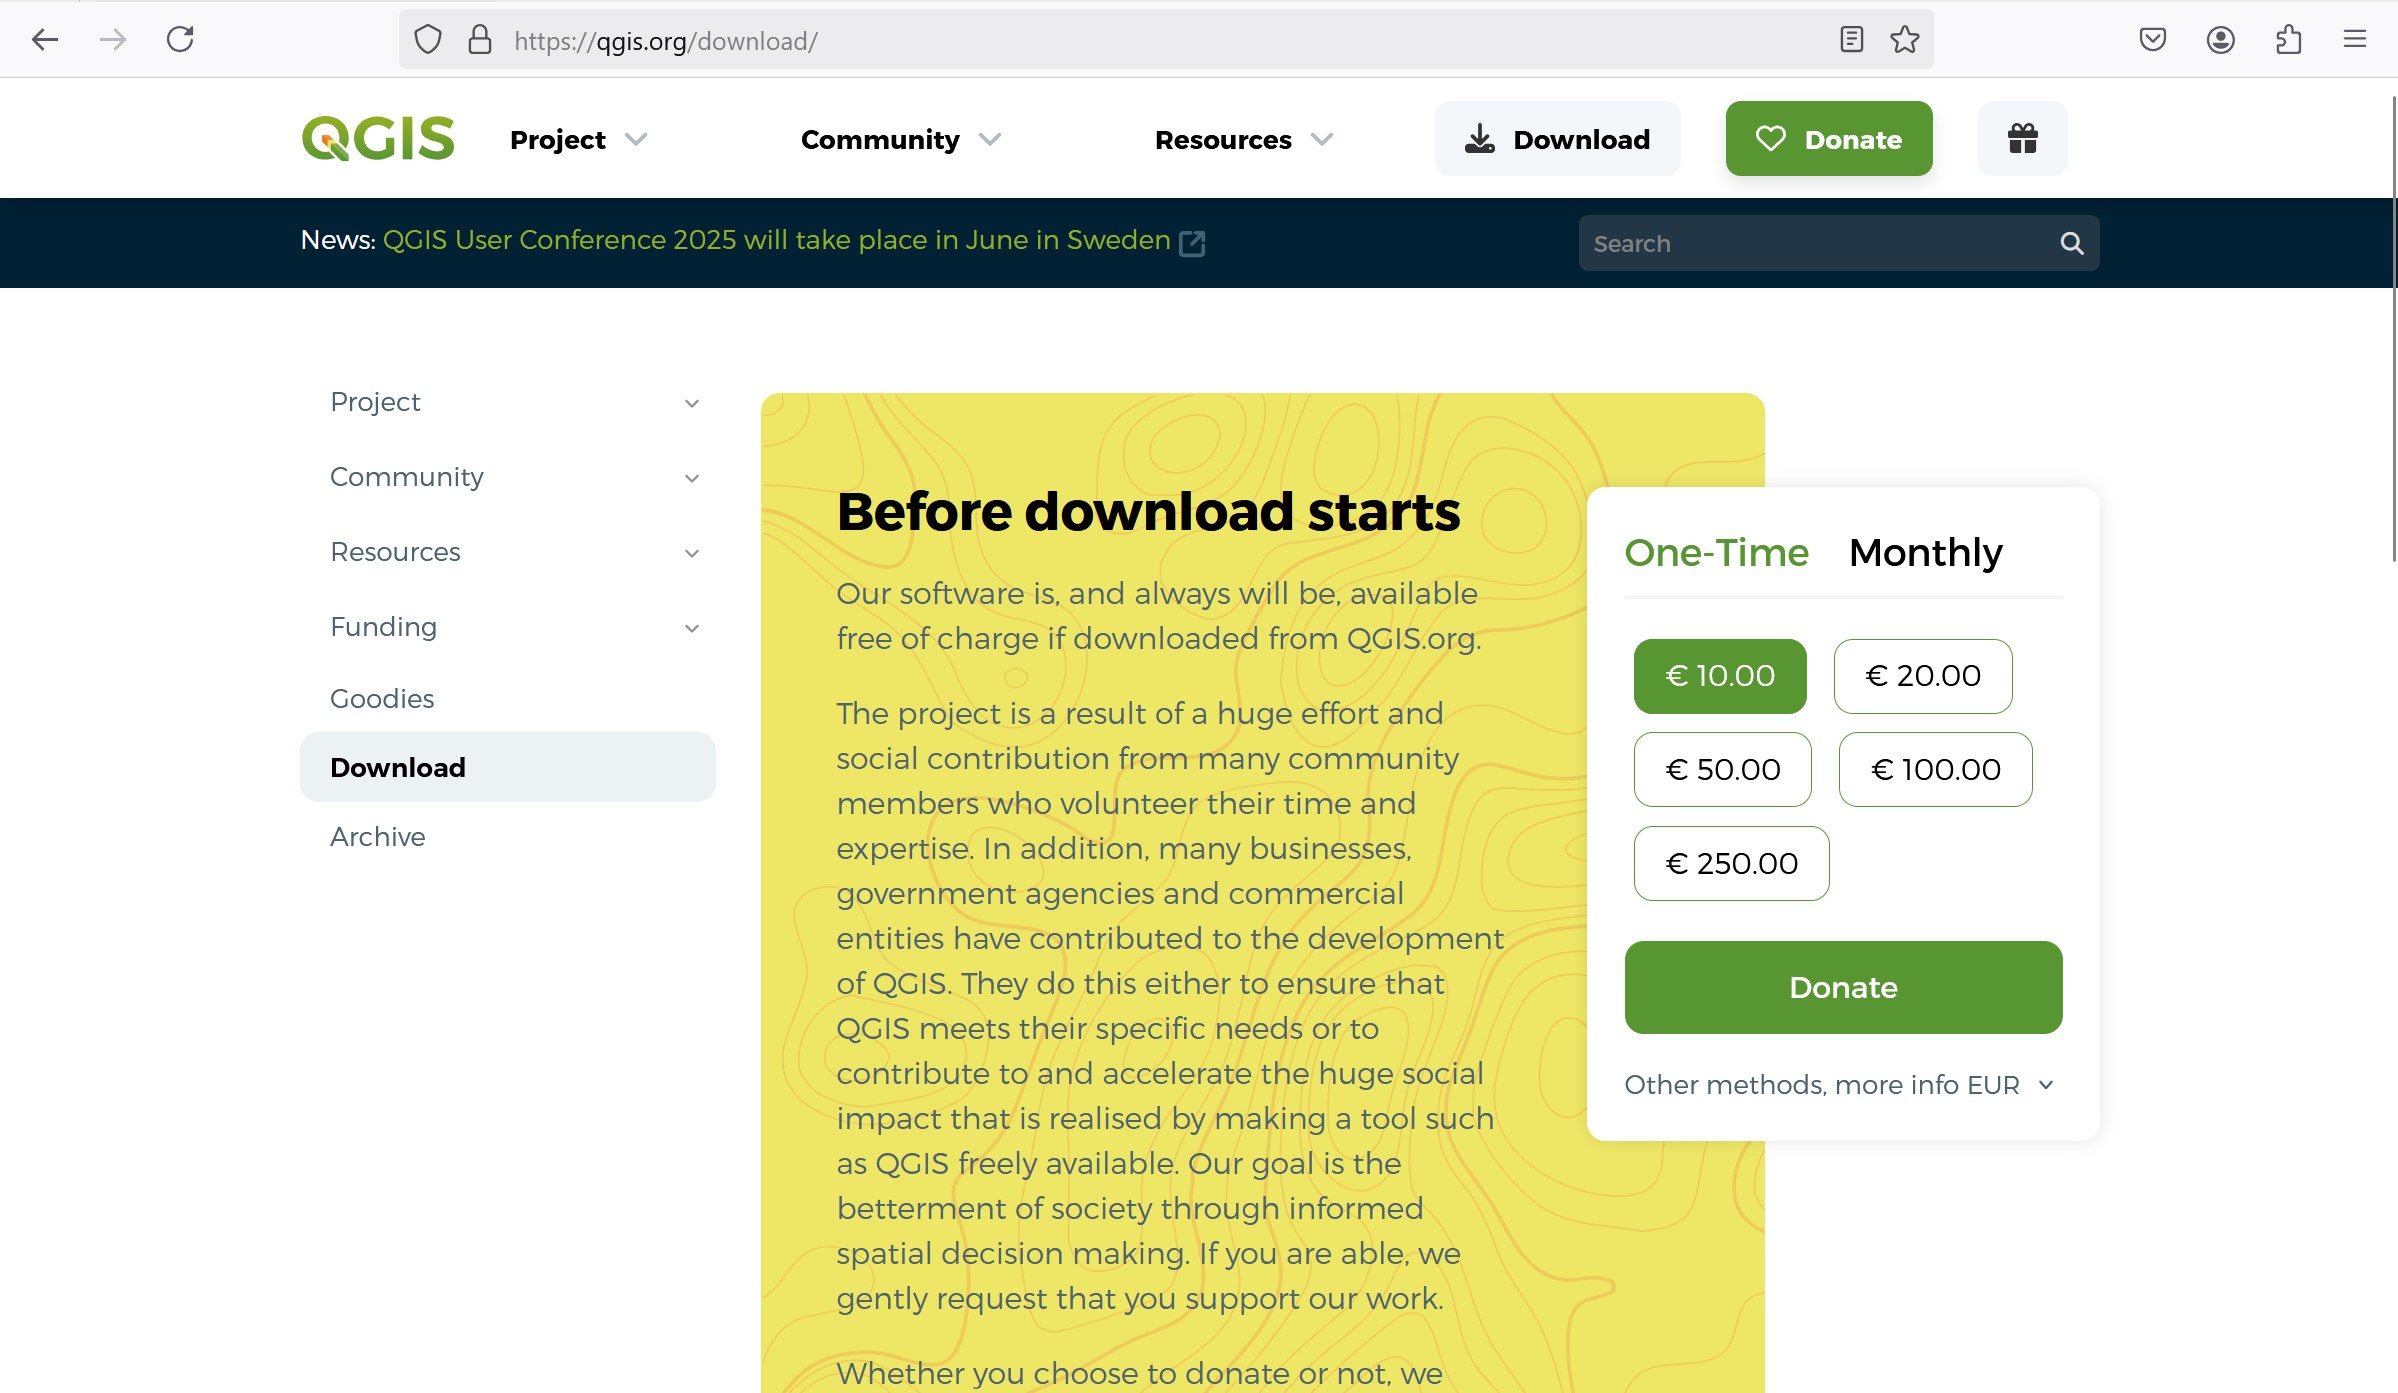 https://qgis.org/download/
QGIS
Project
Community
Resources
Download
Donate
News: QGIS User Conference 2025 will take place in June in Sweden
Search
Project
Community
Resources
Funding
Goodies
Download
Archive
Before download starts
Our software is, and always will be, available
free of charge if downloaded from QGIS.org.
The project is a result of a huge effort and
social contribution from many community
members who volunteer their time and
expertise. In addition, many businesses,
government agencies and commercial
entities have contributed to the development
of QGIS. They do this either to ensure that
QGIS meets their specific needs or to
contribute to and accelerate the huge social
impact that is realised by making a tool such
as QGIS freely available. Our goal is the
betterment of society through informed
spatial decision making. If you are able, we
gently request that you support our work.
Whether you choose to donate or not, we
One-Time Monthly
€ 10.00 € 20.00
€ 50.00 € 100.00
€ 250.00
Donate
Other methods, more info EUR